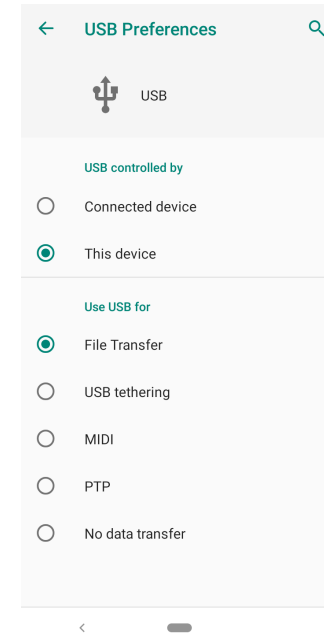 USB Preferences
USB
USB controlled by
Connected device
This device
Use USB for
File Transfer
USB tethering
MIDI
PTP
No data transfer